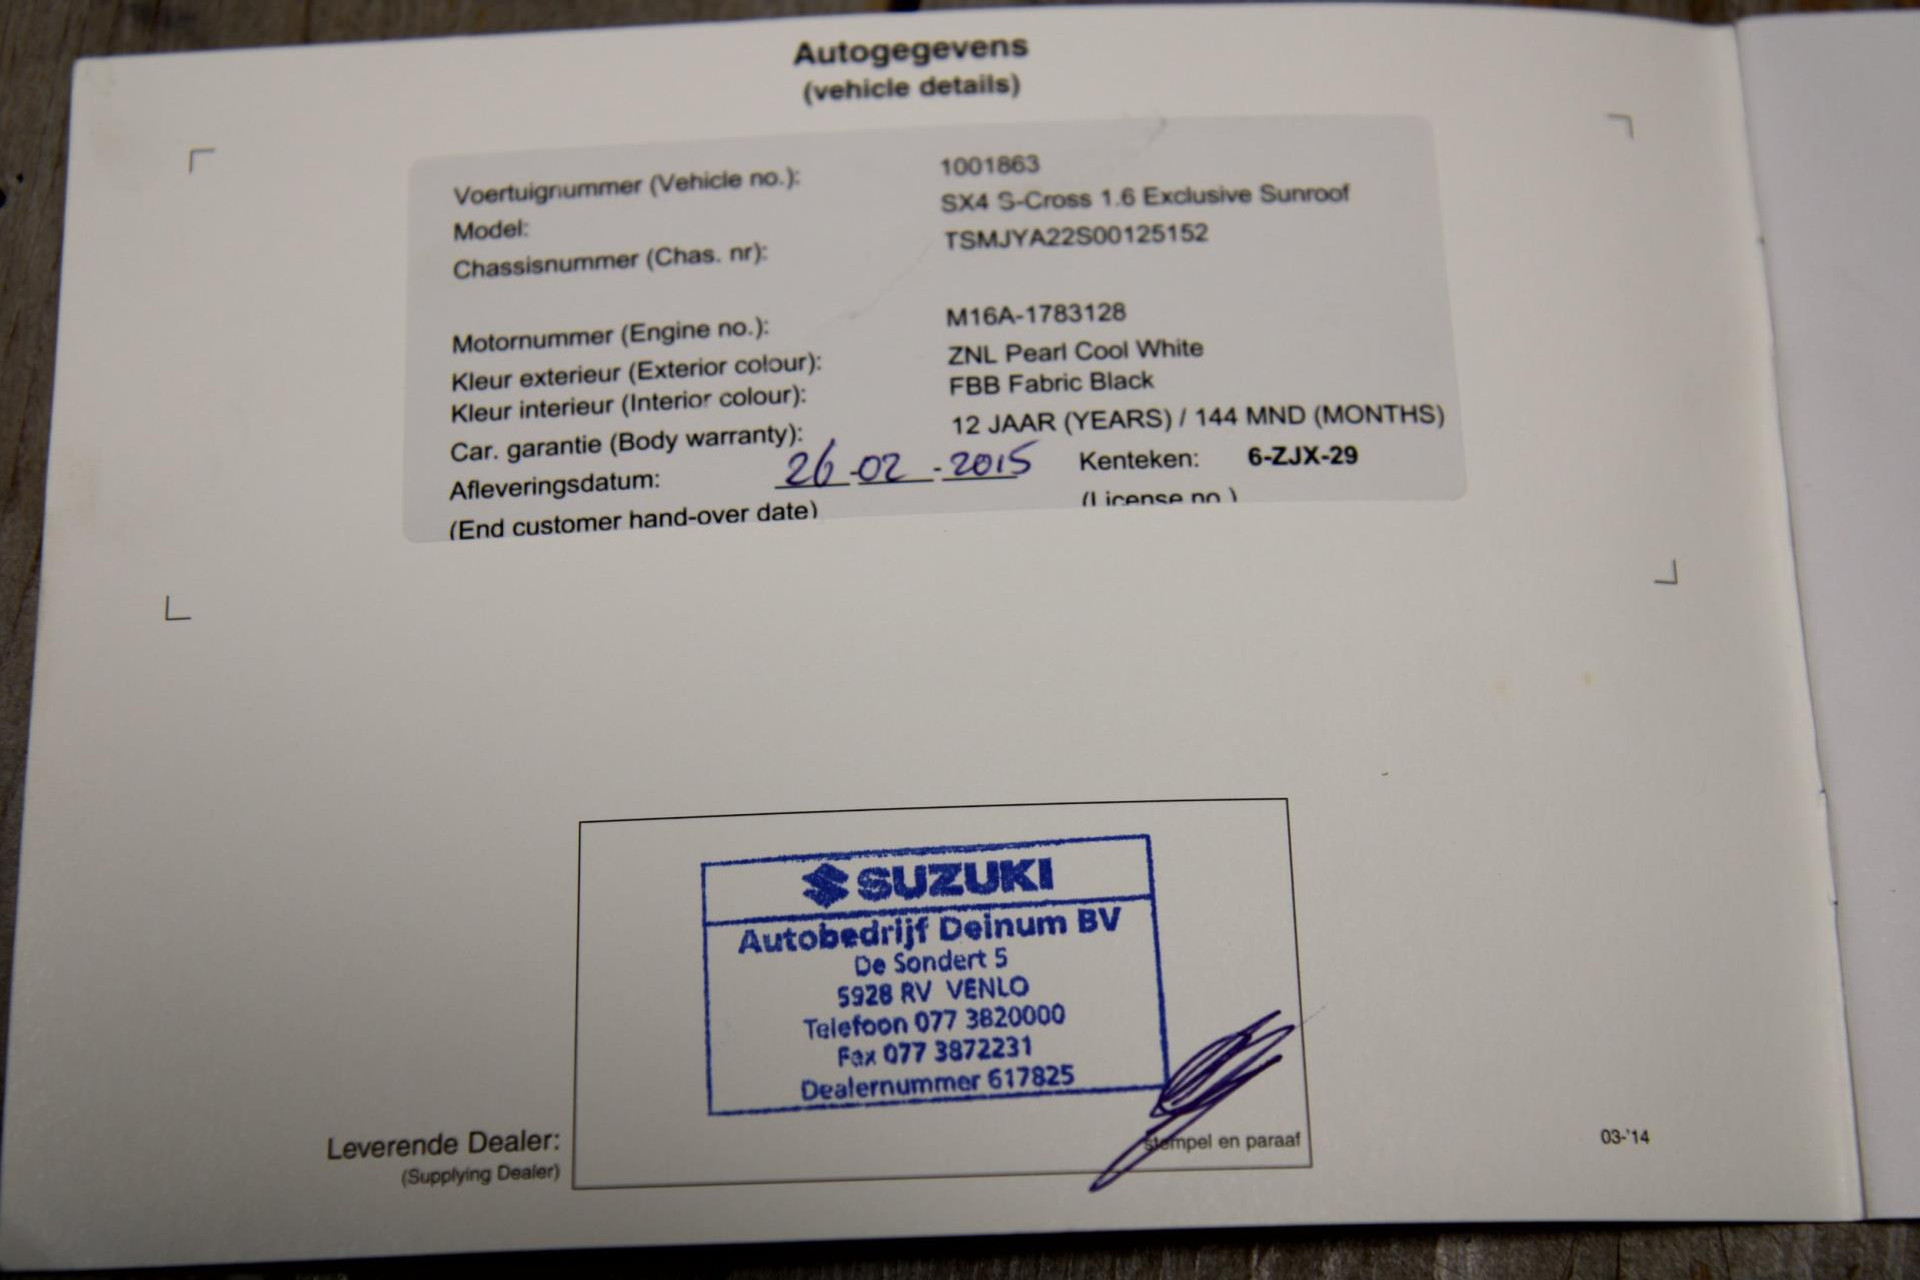 Autogegevens
(vehicle details)
Voertuignummer (Vehicle no.): 1001863
Model: SX4 S-Cross 1.6 Exclusive Sunroof
Chassisnummer (Chas. nr): TSMJYA22S00125152
Motornummer (Engine no.): M16A-1783128
Kleur exterieur (Exterior colour): ZNL Pearl Cool White
Kleur interieur (Interior colour): FBB Fabric Black
Car. garantie (Body warranty): 12 JAAR (YEARS) / 144 MND (MONTHS)
Afleveringsdatum: 26-02-2015 Kenteken: 6-ZJX-29
(End customer hand-over date) (License no.)
SUZUKI
Autobedrijf Deinum BV
De Sondert 5
5928 RV VENLO
Telefoon 077 3820000
Fax 077 3872231
Dealernummer 617825
Leverende Dealer: stempel en paraaf 03-'14
(Supplying Dealer)